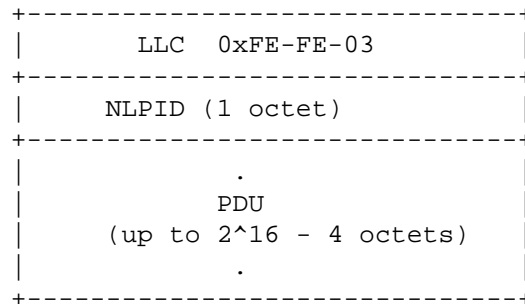 +-------------------------------+
|       LLC  0xFE-FE-03         |
+-------------------------------+
|     NLPID (1 octet)           |
+-------------------------------+
|             .                 |
|            PDU                |
|     (up to 2^16 - 4 octets)   |
|             .                 |
+-------------------------------+